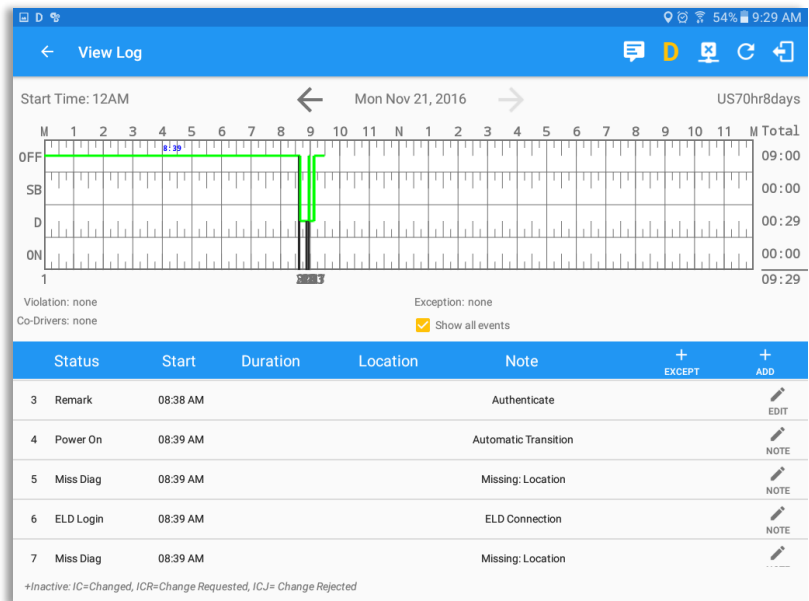 D 54% 9:29 AM
View Log D
Start Time: 12AM Mon Nov 21, 2016 US70hr8days
M 1 2 3 4 5 6 7 8 9 10 11 N 1 2 3 4 5 6 7 8 9 10 11 M Total
OFF 8:39 09:00
SB 00:00
D 00:29
ON 00:00
1 09:29
Violation: none Exception: none
Co-Drivers: none Show all events
Status Start Duration Location Note + EXCEPT + ADD
3 Remark 08:38 AM Authenticate EDIT
4 Power On 08:39 AM Automatic Transition NOTE
5 Miss Diag 08:39 AM Missing: Location NOTE
6 ELD Login 08:39 AM ELD Connection NOTE
7 Miss Diag 08:39 AM Missing: Location
+Inactive: IC=Changed, ICR=Change Requested, ICJ= Change Rejected